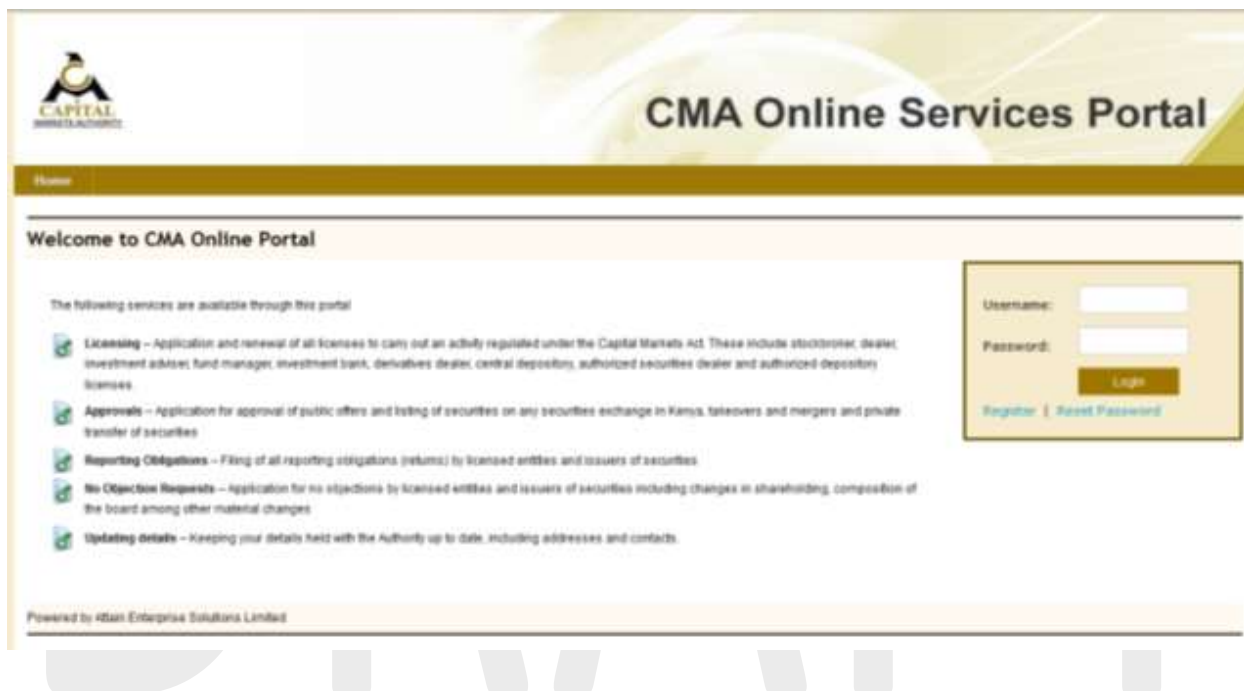 CAPITAL
MARKETS AUTHORITY
CMA Online Services Portal
Home
Welcome to CMA Online Portal
The following services are available through this portal
Licensing – Application and renewal of all licenses to carry out an activity regulated under the Capital Markets Act. These include stockbroker, dealer,
investment adviser, fund manager, investment bank, derivatives dealer, central depository, authorized securities dealer and authorized depository
licenses
Approvals – Application for approval of public offers and listing of securities on any securities exchange in Kenya, takeovers and mergers and private
transfer of securities
Reporting Obligations – Filing of all reporting obligations (returns) by licensed entities and issuers of securities
No Objection Requests – Application for no objections by licensed entities and issuers of securities including changes in shareholding, composition of
the board among other material changes
Updating details – Keeping your details held with the Authority up to date, including addresses and contacts.
Username:
Password:
Login
Register | Reset Password
Powered by Attain Enterprise Solutions Limited